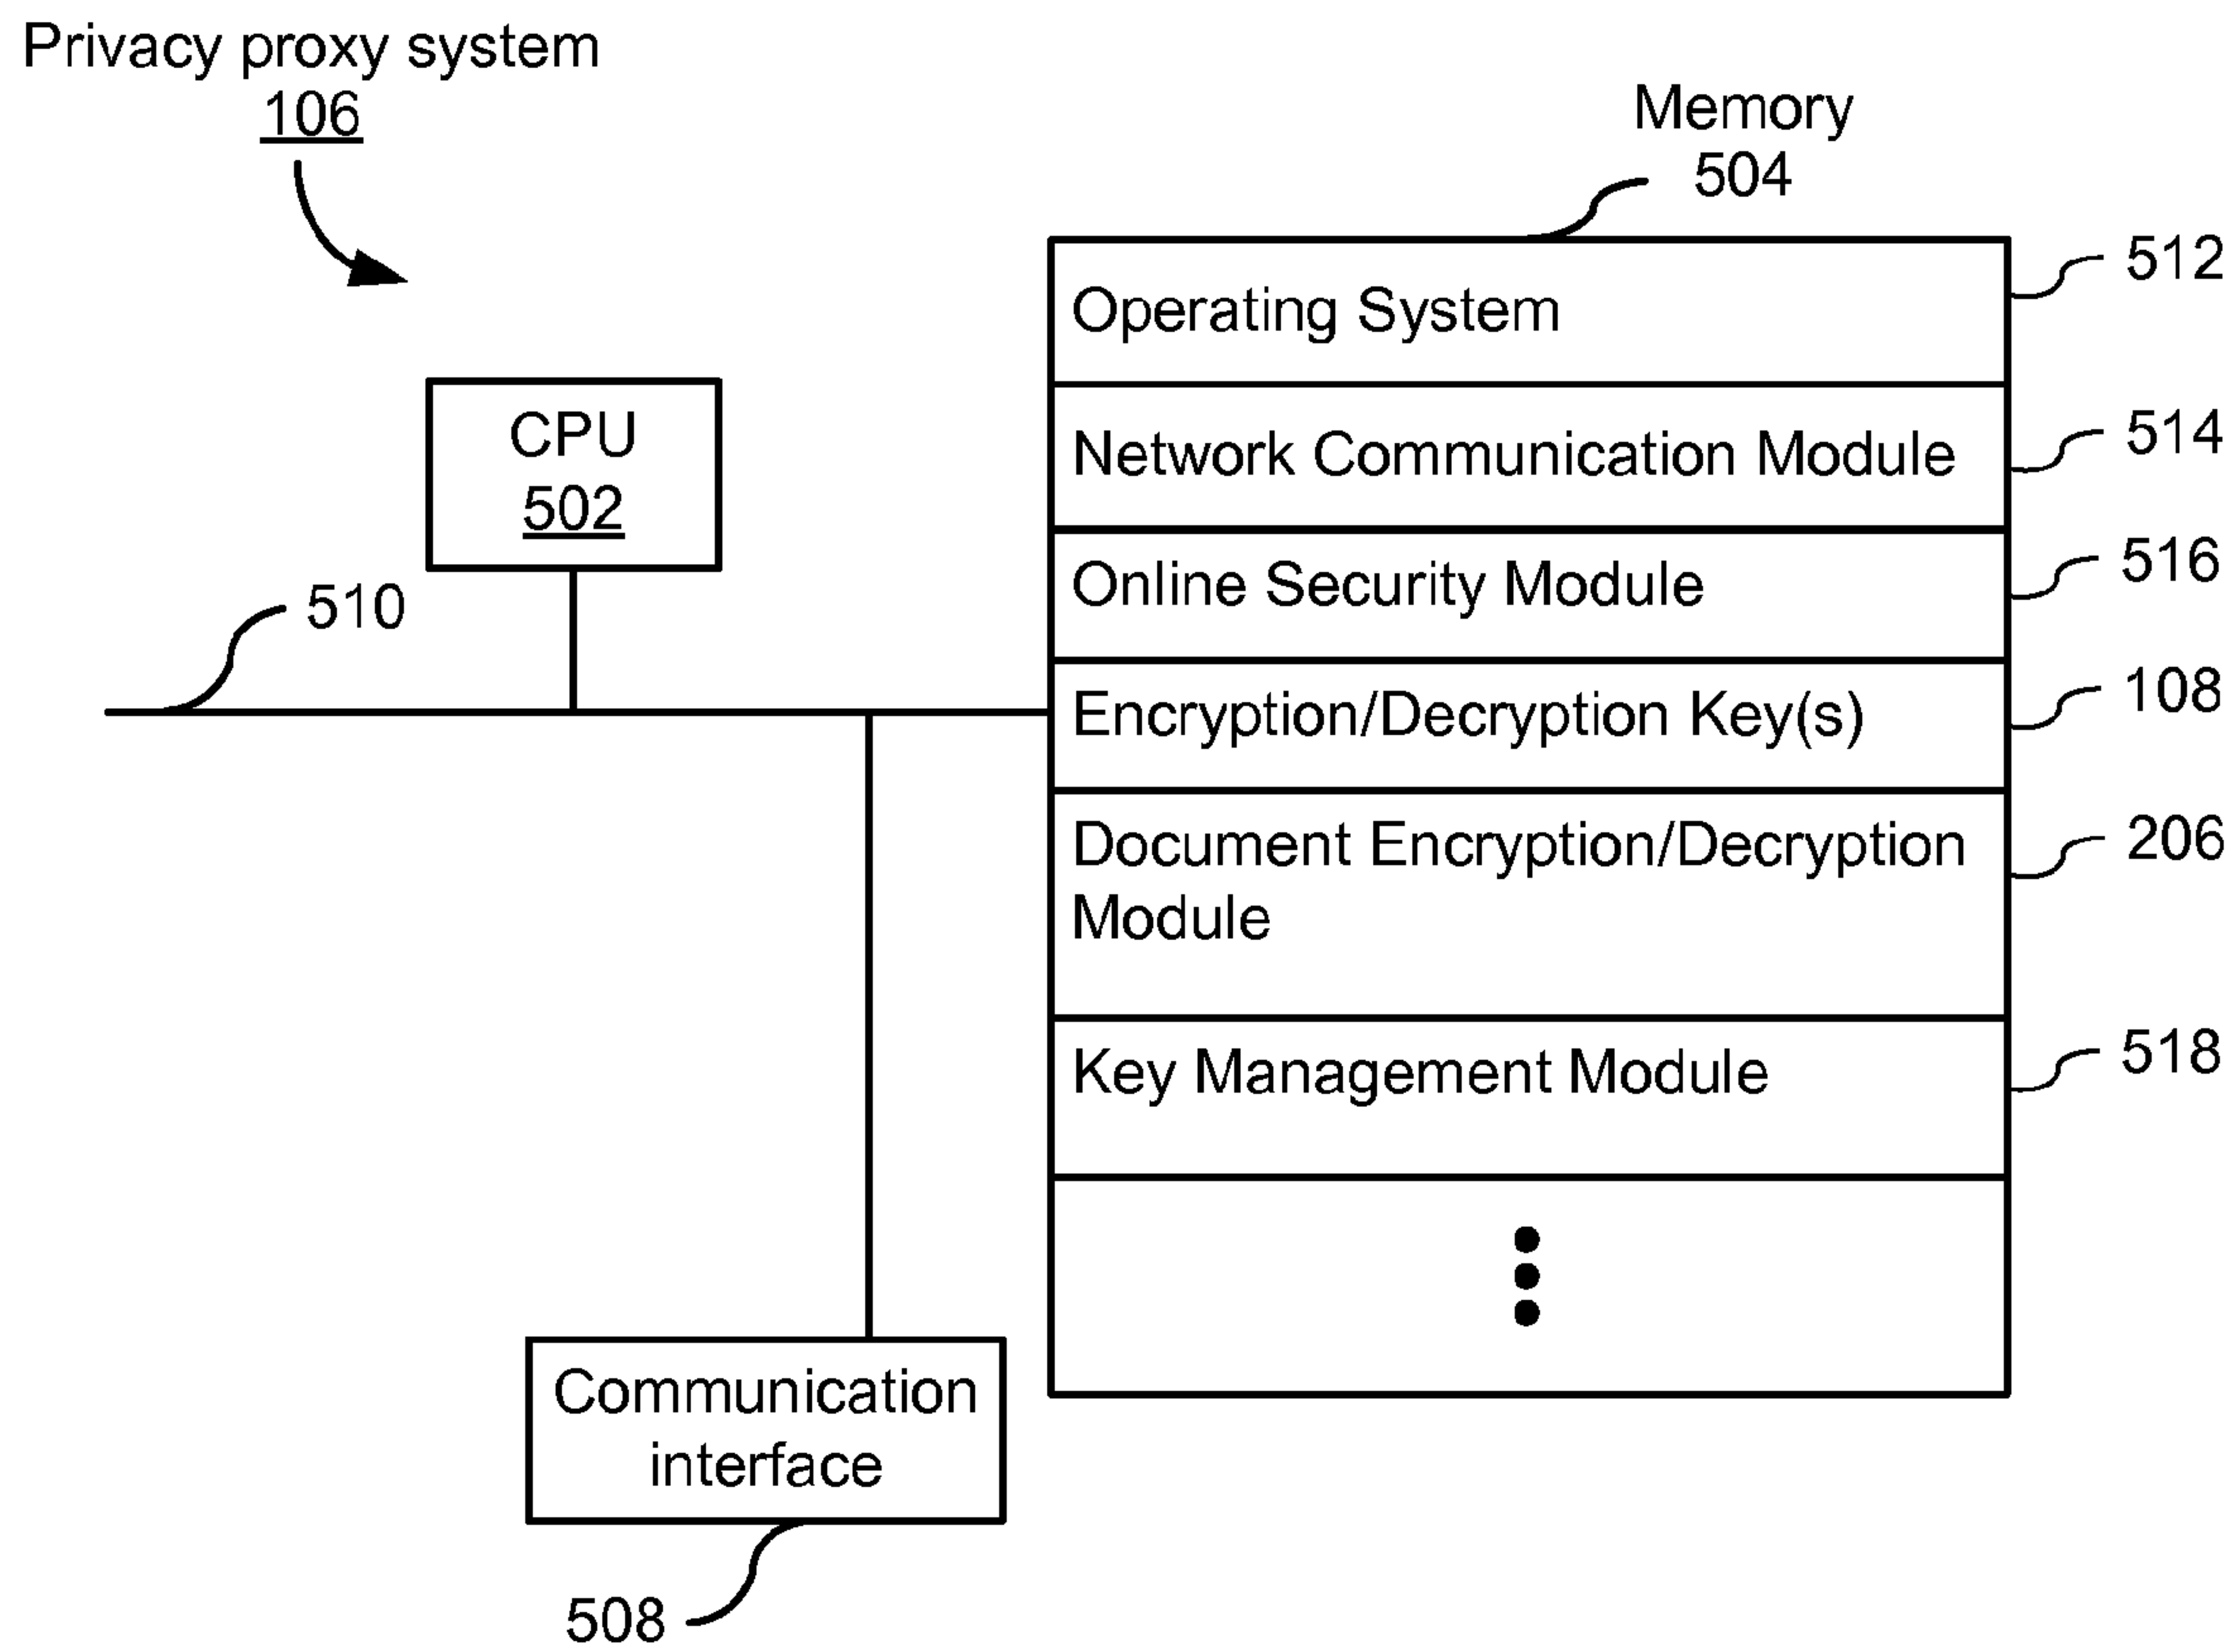 Privacy proxy system
106
Memory
504
Operating System
512
CPU
502
Network Communication Module
514
Online Security Module
516
510
Encryption/Decryption Key(s)
108
Document Encryption/Decryption
Module
206
Key Management Module
518
Communication
interface
508